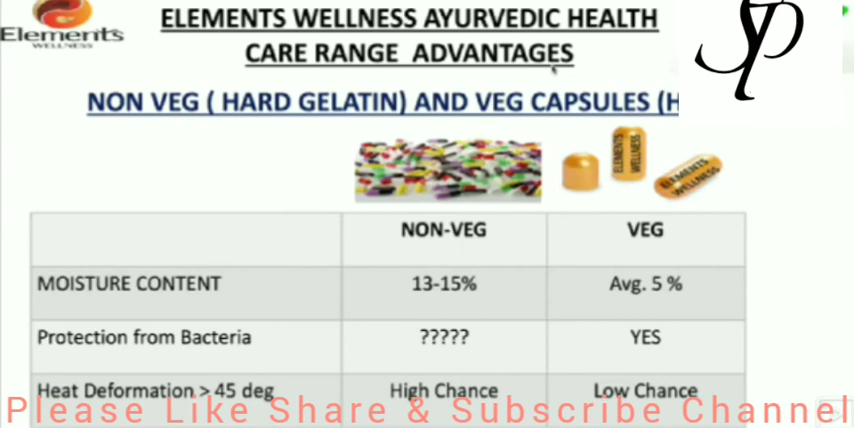 Elements
WELLNESS
ELEMENTS WELLNESS AYURVEDIC HEALTH
CARE RANGE ADVANTAGES
SP
NON VEG ( HARD GELATIN) AND VEG CAPSULES (H
ELEMENTS
WELLNESS
ELEMENTS
WELLNESS
NON-VEG VEG
MOISTURE CONTENT 13-15% Avg. 5 %
Protection from Bacteria ????? YES
Heat Deformation > 45 deg High Chance Low Chance
Please Like Share & Subscribe Channel